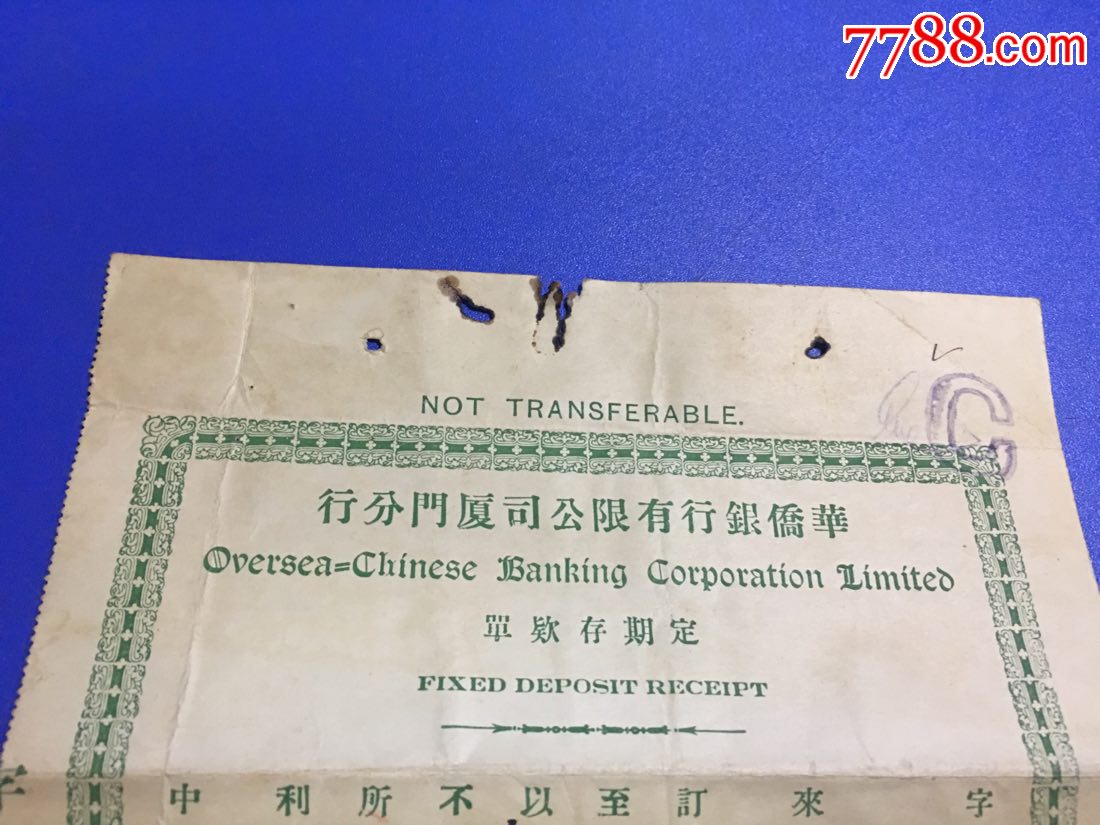 7788.com
NOT TRANSFERABLE.
C
華僑銀行有限公司厦門分行
Oversea=Chinese Banking Corporation Limited
定期存欵單
FIXED DEPOSIT RECEIPT
字
來
訂
至
以
不
所
利
中